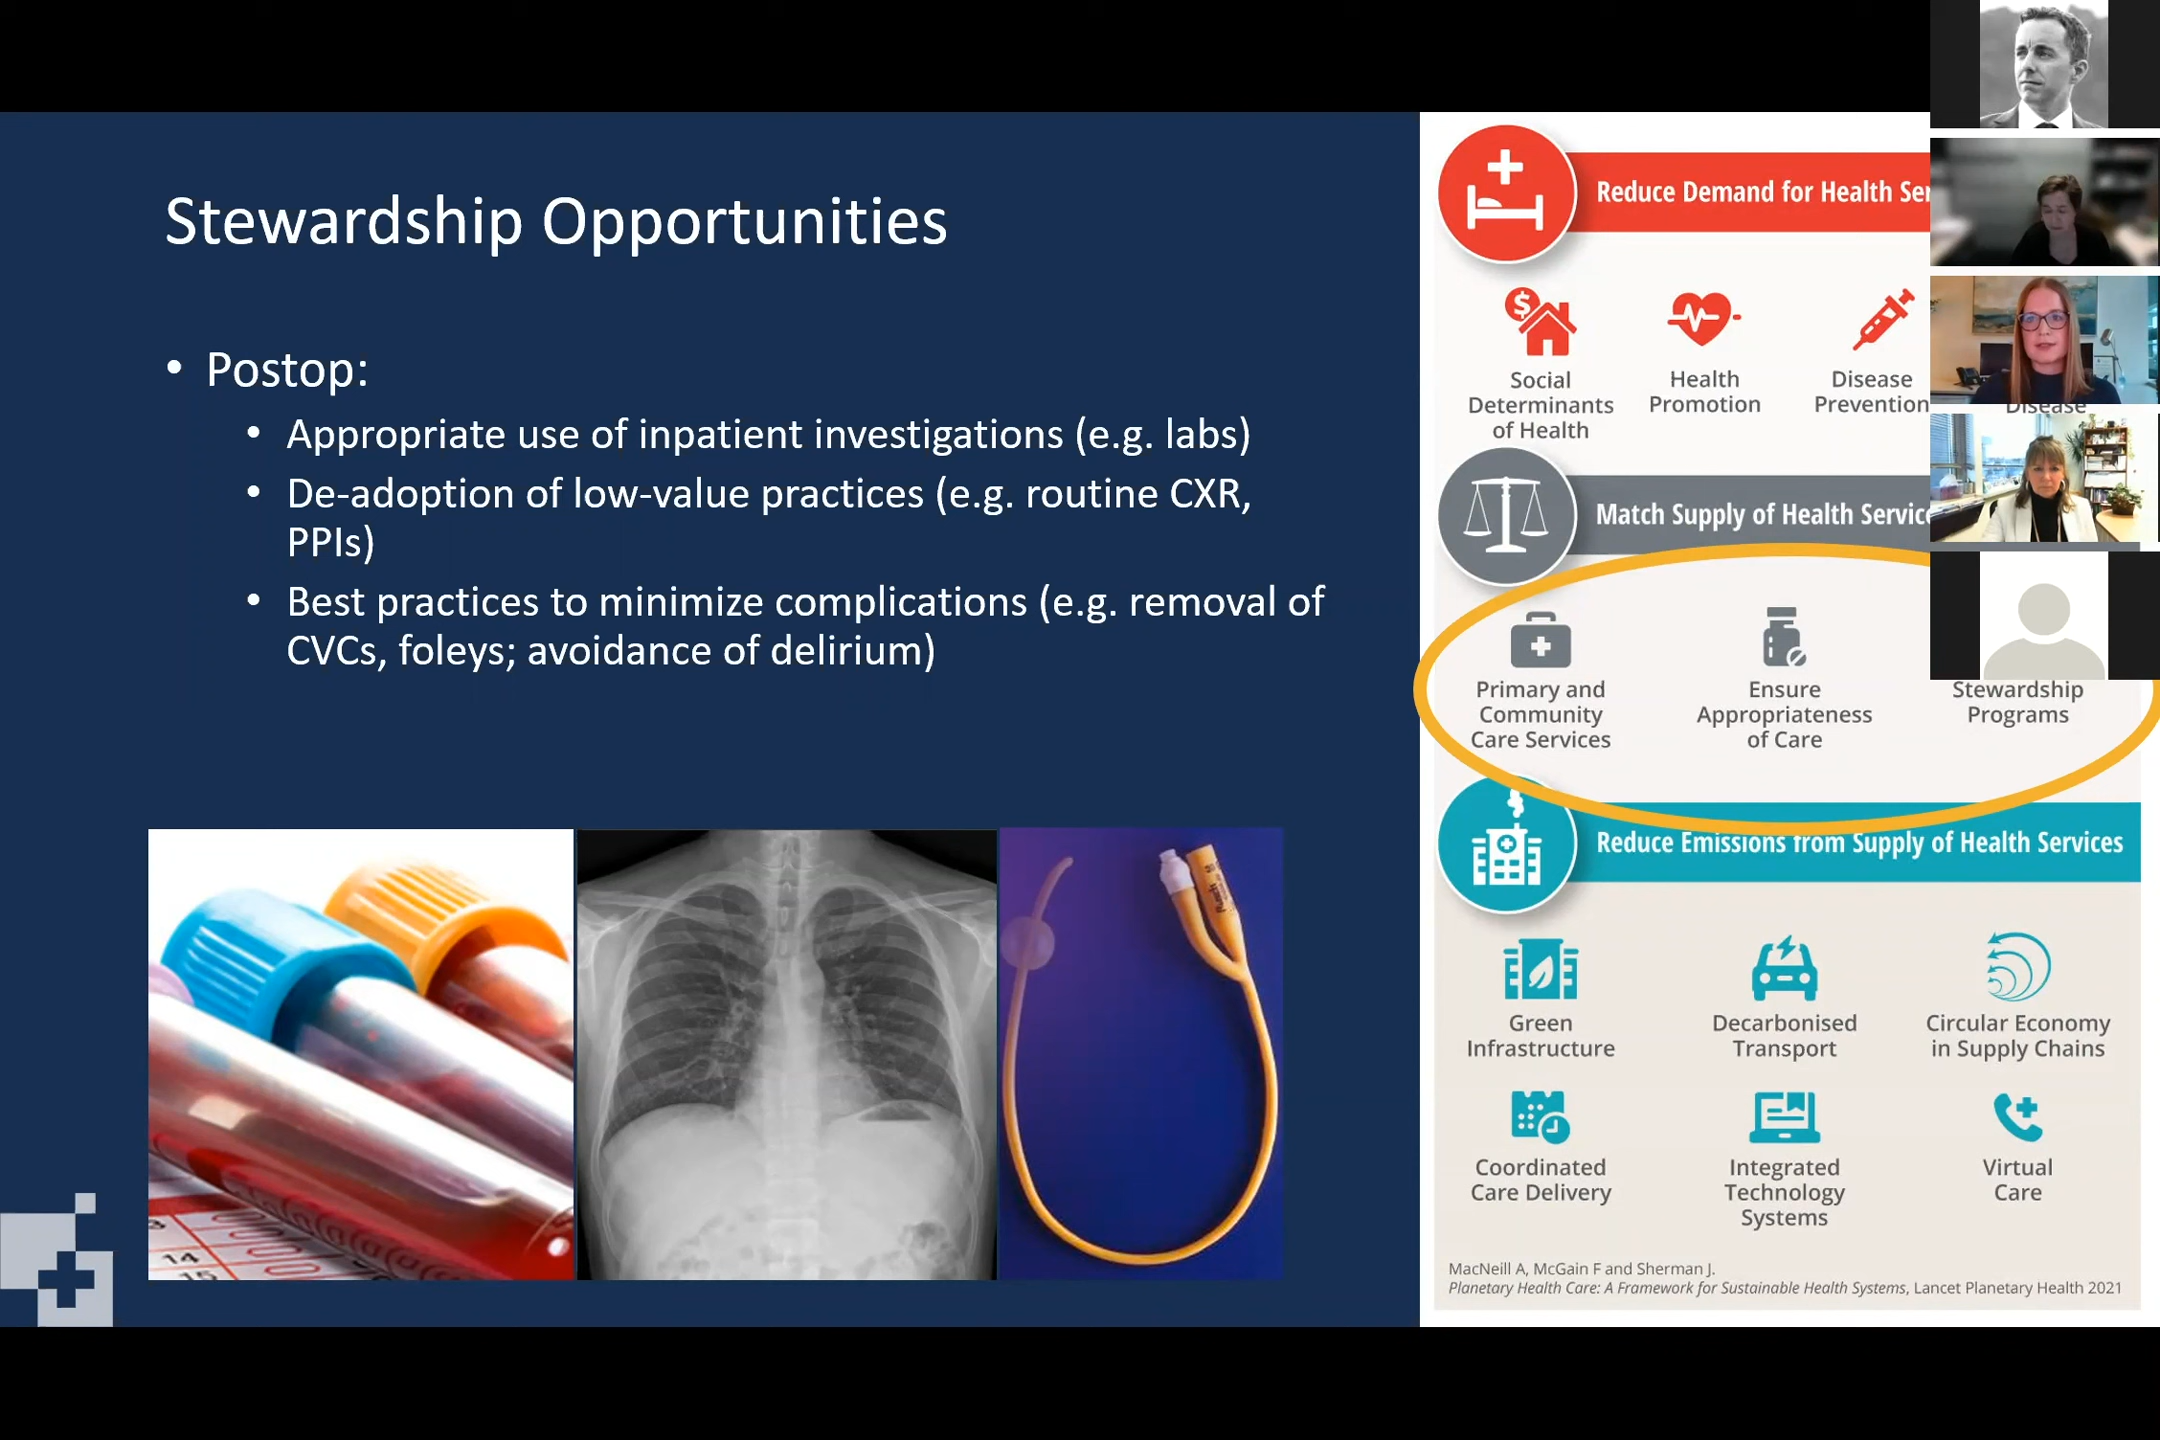 Stewardship Opportunities
• Postop:
• Appropriate use of inpatient investigations (e.g. labs)
• De-adoption of low-value practices (e.g. routine CXR,
PPIs)
• Best practices to minimize complications (e.g. removal of
CVCs, foleys; avoidance of delirium)
14
15
Reduce Demand for Health
$
Social
Determinants
of Health
Health
Promotion
Disease
Prevention
Disease
Match Supply of Health
Primary and
Community
Care Services
Ensure
Appropriateness
of Care
Stewardship
Programs
Reduce Emissions from Supply of Health Services
Green
Infrastructure
Decarbonised
Transport
Circular Economy
in Supply Chains
Coordinated
Care Delivery
Integrated
Technology
Systems
Virtual
Care
MacNeill A, McGain F and Sherman J.
Planetary Health Care: A Framework for Sustainable Health Systems, Lancet Planetary Health 2021